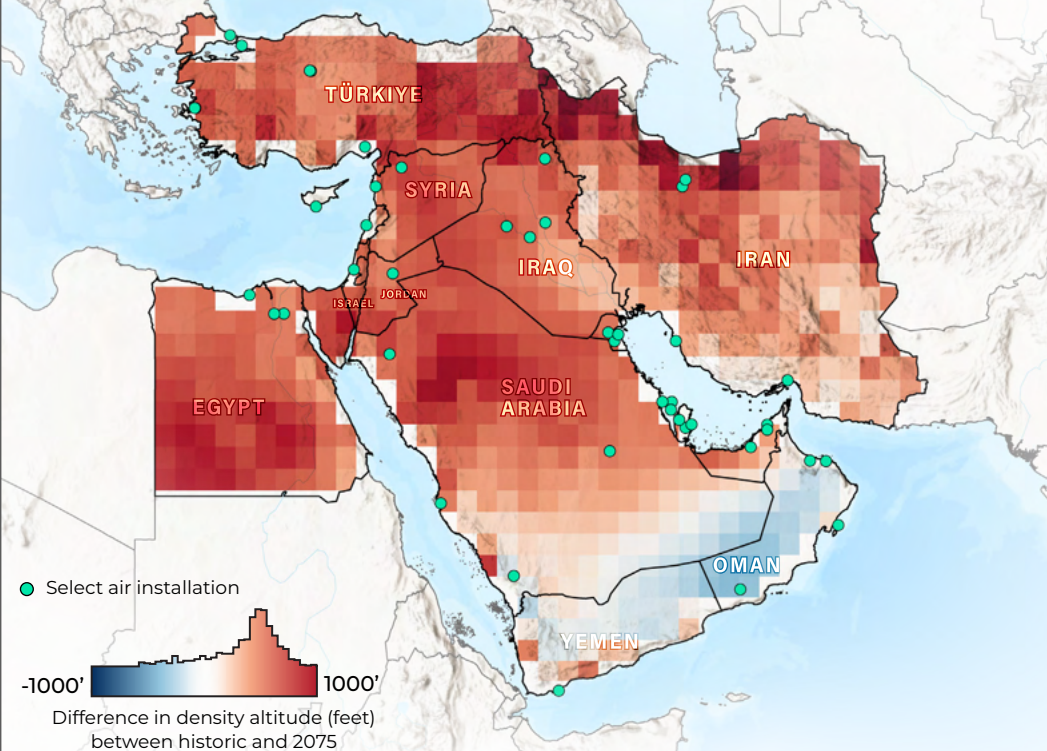 TÜRKIYE
SYRIA
IRAQ
IRAN
ISRAEL
JORDAN
EGYPT
SAUDI
ARABIA
OMAN
YEMEN
Select air installation
-1000’
1000’
Difference in density altitude (feet)
between historic and 2075